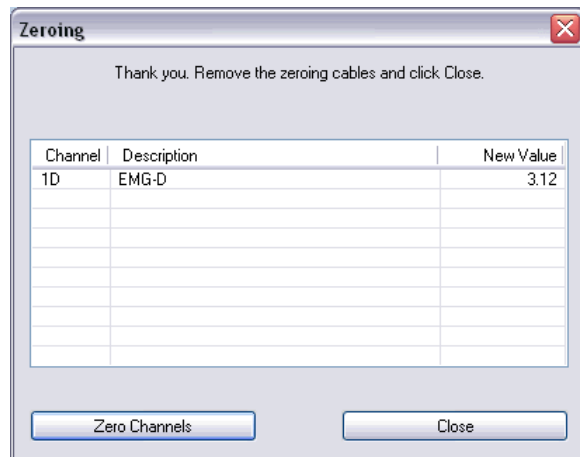 Zeroing
Thank you. Remove the zeroing cables and click Close.
Channel Description New Value
1D EMG-D 3.12
Zero Channels Close